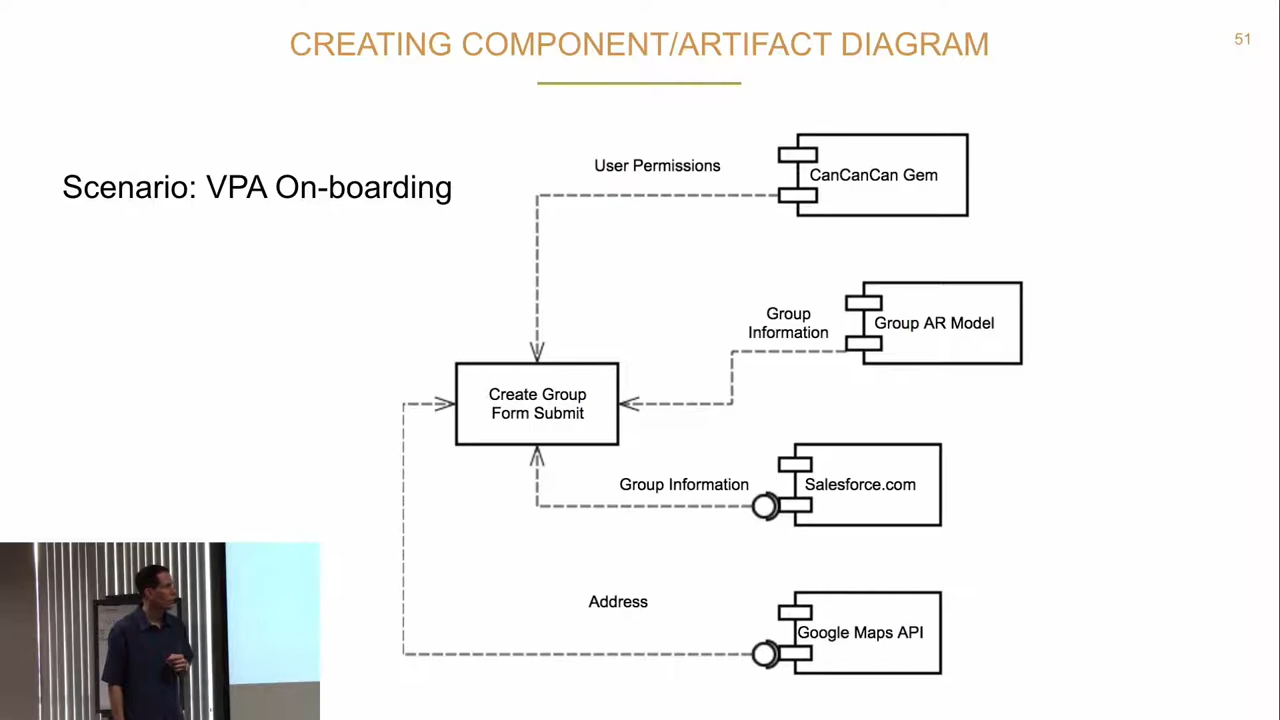 CREATING COMPONENT/ARTIFACT DIAGRAM
51
Scenario: VPA On-boarding
User Permissions
CanCanCan Gem
Group
Information
Group AR Model
Create Group
Form Submit
Group Information
Salesforce.com
Address
Google Maps API